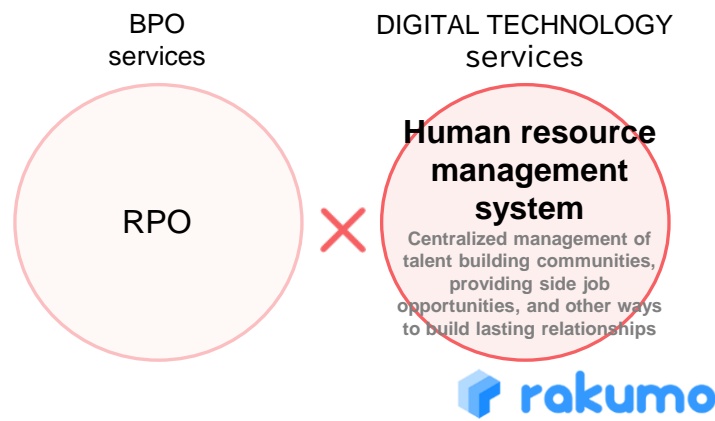 BPO
services
DIGITAL TECHNOLOGY
services
RPO
Human resource
management
system
Centralized management of
talent building communities,
providing side job
opportunities, and other ways
to build lasting relationships
rakumo